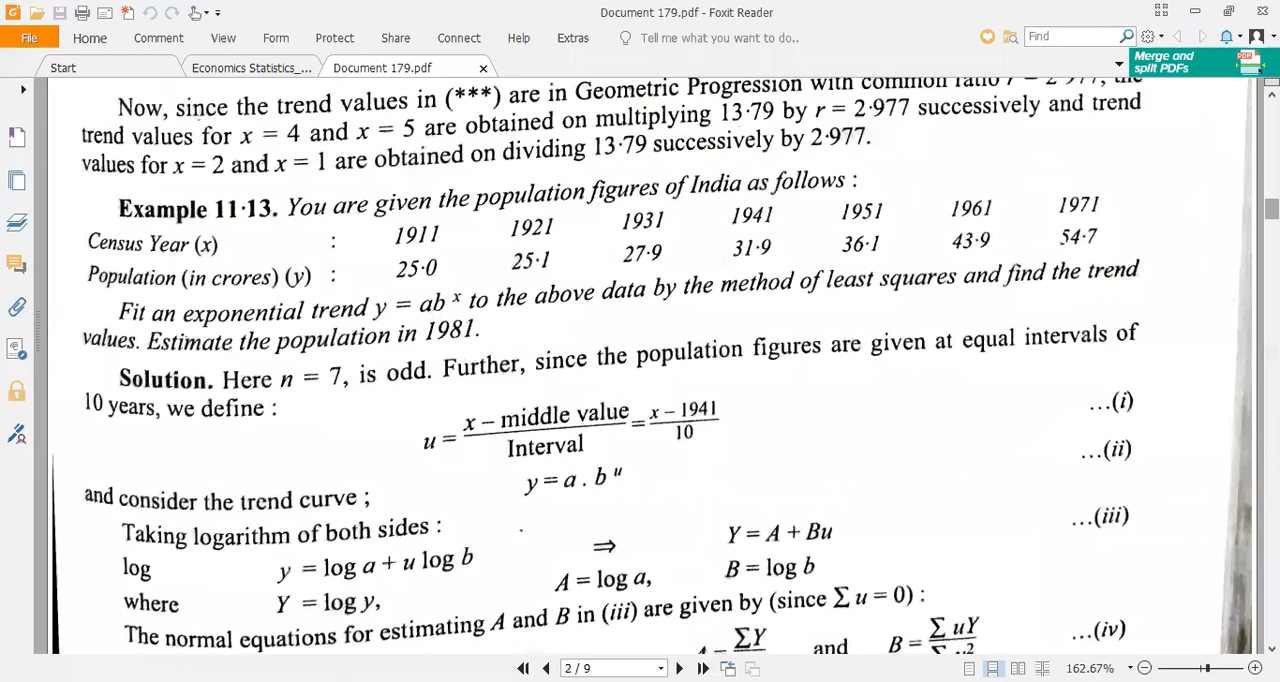 Document 179.pdf - Foxit Reader
File Home Comment View Form Protect Share Connect Help Extras Tell me what you want to do.. Find
Start Economics Statistics_... Document 179.pdf
Merge and
split PDFs
Now, since the trend values in (***) are in Geometric Progression with common ratio r = 2·977, the
trend values for x = 4 and x = 5 are obtained on multiplying 13·79 by r = 2·977 successively and trend
values for x = 2 and x = 1 are obtained on dividing 13·79 successively by 2·977.
Example 11·13. You are given the population figures of India as follows :
Census Year (x) : 1911 1921 1931 1941 1951 1961 1971
Population (in crores) (y) : 25·0 25·1 27·9 31·9 36·1 43·9 54·7
Fit an exponential trend y = ab ˣ to the above data by the method of least squares and find the trend
values. Estimate the population in 1981.
Solution. Here n = 7, is odd. Further, since the population figures are given at equal intervals of
10 years, we define :
u = x – middle value / Interval = x – 1941 / 10 ...(i)
and consider the trend curve ; y = a . b ᵘ ...(ii)
Taking logarithm of both sides :
log y = log a + u log b ⇒ Y = A + Bu ...(iii)
where Y = log y, A = log a, B = log b
The normal equations for estimating A and B in (iii) are given by (since Σ u = 0) :
A = ΣY and B = Σ uY ...(iv)
2 / 9 162.67%